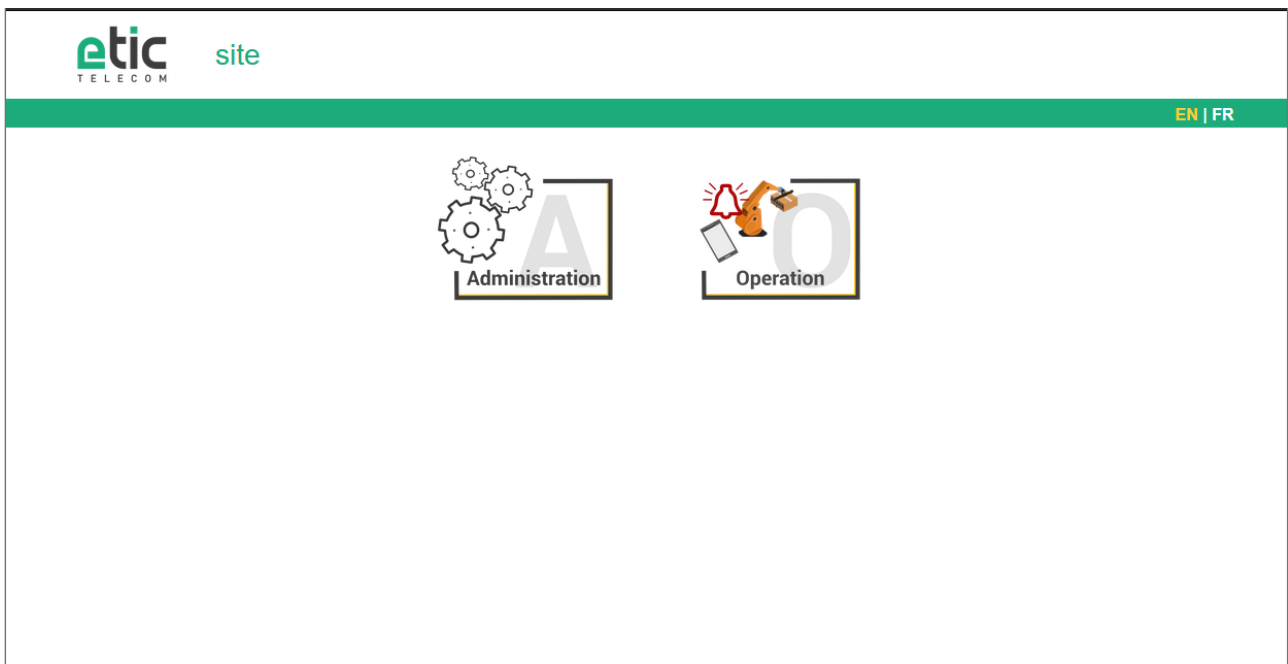 etic
TELECOM
site
EN | FR
A
Administration
O
Operation